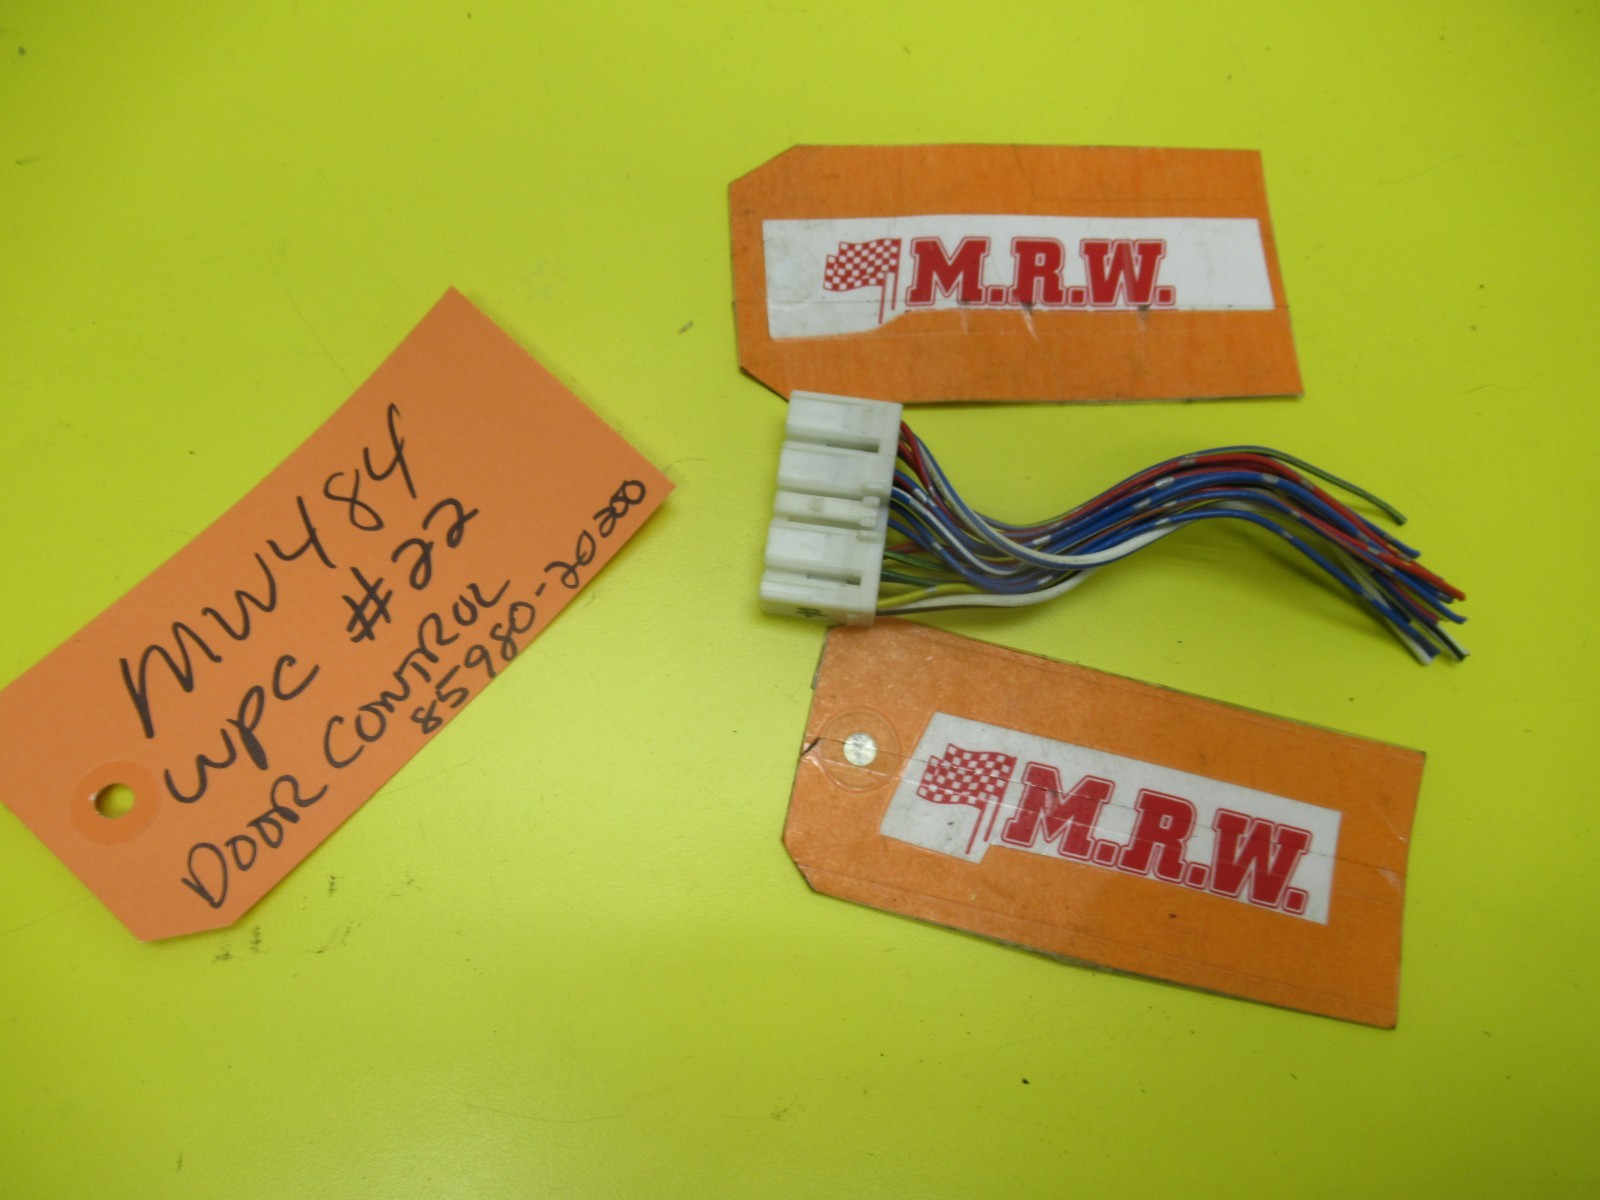 MW484
WPC #22
DOOR CONTROL
85980-20200
M.R.W.
M.R.W.